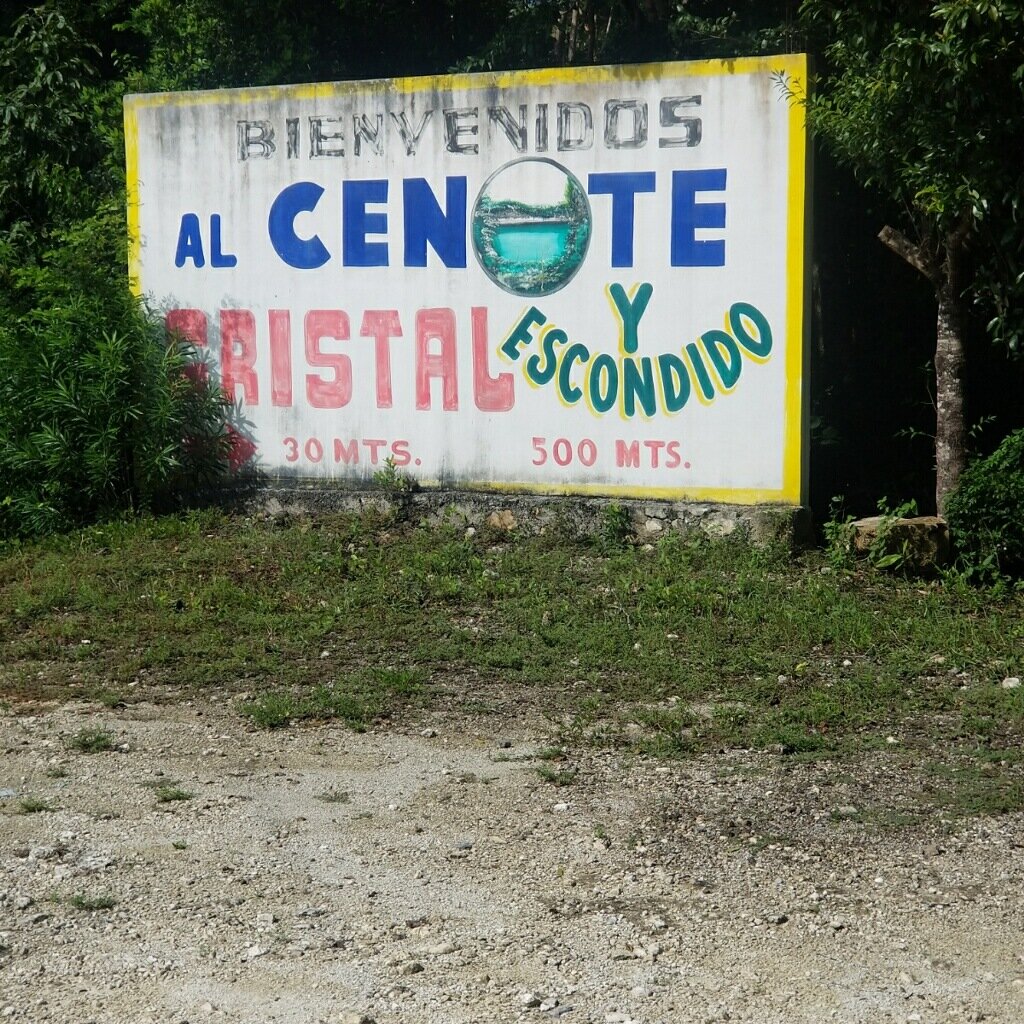 BIENVENIDOS
AL CENOTE
CRISTAL Y ESCONDIDO
30 MTS. 500 MTS.